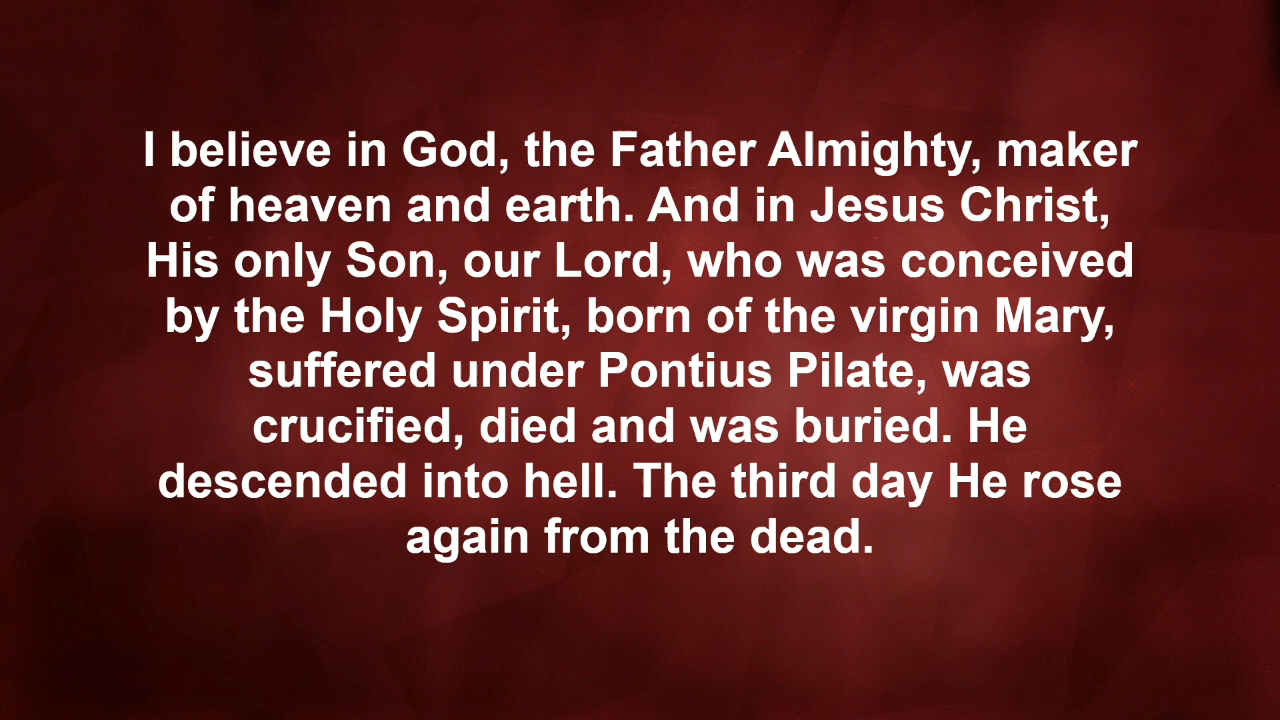 I believe in God, the Father Almighty, maker
of heaven and earth. And in Jesus Christ,
His only Son, our Lord, who was conceived
by the Holy Spirit, born of the virgin Mary,
suffered under Pontius Pilate, was
crucified, died and was buried. He
descended into hell. The third day He rose
again from the dead.